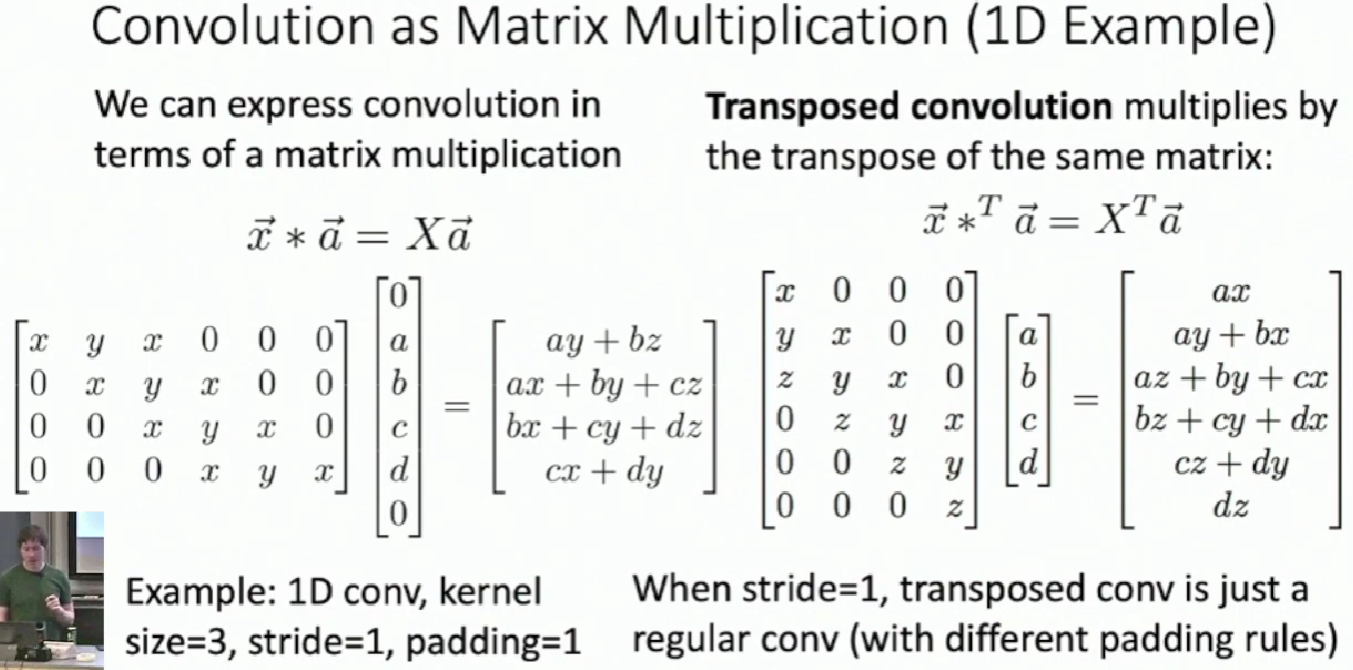 Convolution as Matrix Multiplication (1D Example)
We can express convolution in
terms of a matrix multiplication
\vec{x} * \vec{a} = X\vec{a}
\begin{bmatrix} x & y & x & 0 & 0 & 0 \\ 0 & x & y & x & 0 & 0 \\ 0 & 0 & x & y & x & 0 \\ 0 & 0 & 0 & x & y & x \end{bmatrix} \begin{bmatrix} 0 \\ a \\ b \\ c \\ d \\ 0 \end{bmatrix} = \begin{bmatrix} ay + bz \\ ax + by + cz \\ bx + cy + dz \\ cx + dy \end{bmatrix}
Example: 1D conv, kernel
size=3, stride=1, padding=1
Transposed convolution multiplies by
the transpose of the same matrix:
\vec{x} *^T \vec{a} = X^T\vec{a}
\begin{bmatrix} x & 0 & 0 & 0 \\ y & x & 0 & 0 \\ z & y & x & 0 \\ 0 & z & y & x \\ 0 & 0 & z & y \\ 0 & 0 & 0 & z \end{bmatrix} \begin{bmatrix} a \\ b \\ c \\ d \end{bmatrix} = \begin{bmatrix} ax \\ ay + bx \\ az + by + cx \\ bz + cy + dx \\ cz + dy \\ dz \end{bmatrix}
When stride=1, transposed conv is just a
regular conv (with different padding rules)